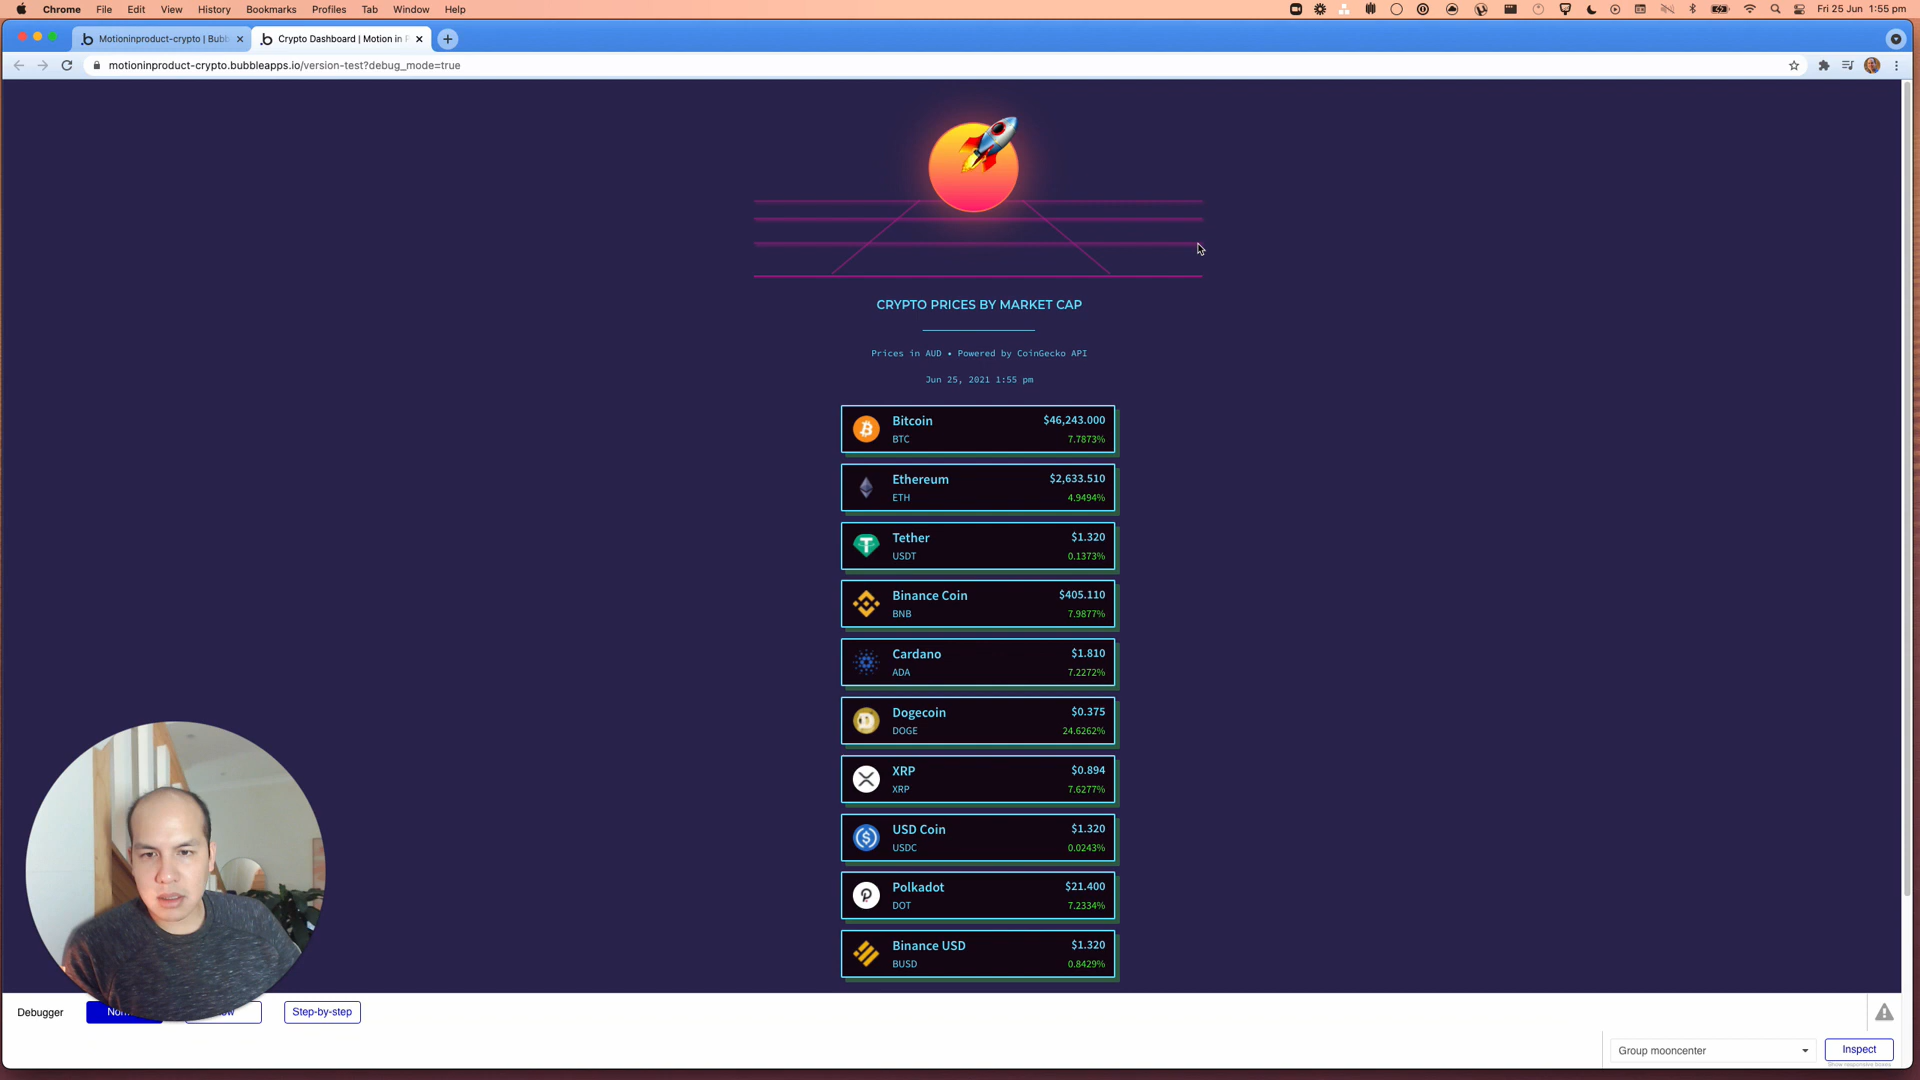 Chrome File Edit View History Bookmarks Profiles Tab Window Help Fri 25 Jun 1:55 pm
Motioninproduct-crypto | Bub Crypto Dashboard | Motion in
motioninproduct-crypto.bubbleapps.io/version-test?debug_mode=true
CRYPTO PRICES BY MARKET CAP
Prices in AUD • Powered by CoinGecko API
Jun 25, 2021 1:55 pm
Bitcoin $46,243.000
BTC 7.7873%
Ethereum $2,633.510
ETH 4.9494%
Tether $1.320
USDT 0.1373%
Binance Coin $405.110
BNB 7.9877%
Cardano $1.810
ADA 7.2272%
Dogecoin $0.375
DOGE 24.6262%
XRP $0.894
XRP 7.6277%
USD Coin $1.320
USDC 0.0243%
Polkadot $21.400
DOT 7.2334%
Binance USD $1.320
BUSD 0.8429%
Debugger Step-by-step
Group mooncenter Inspect